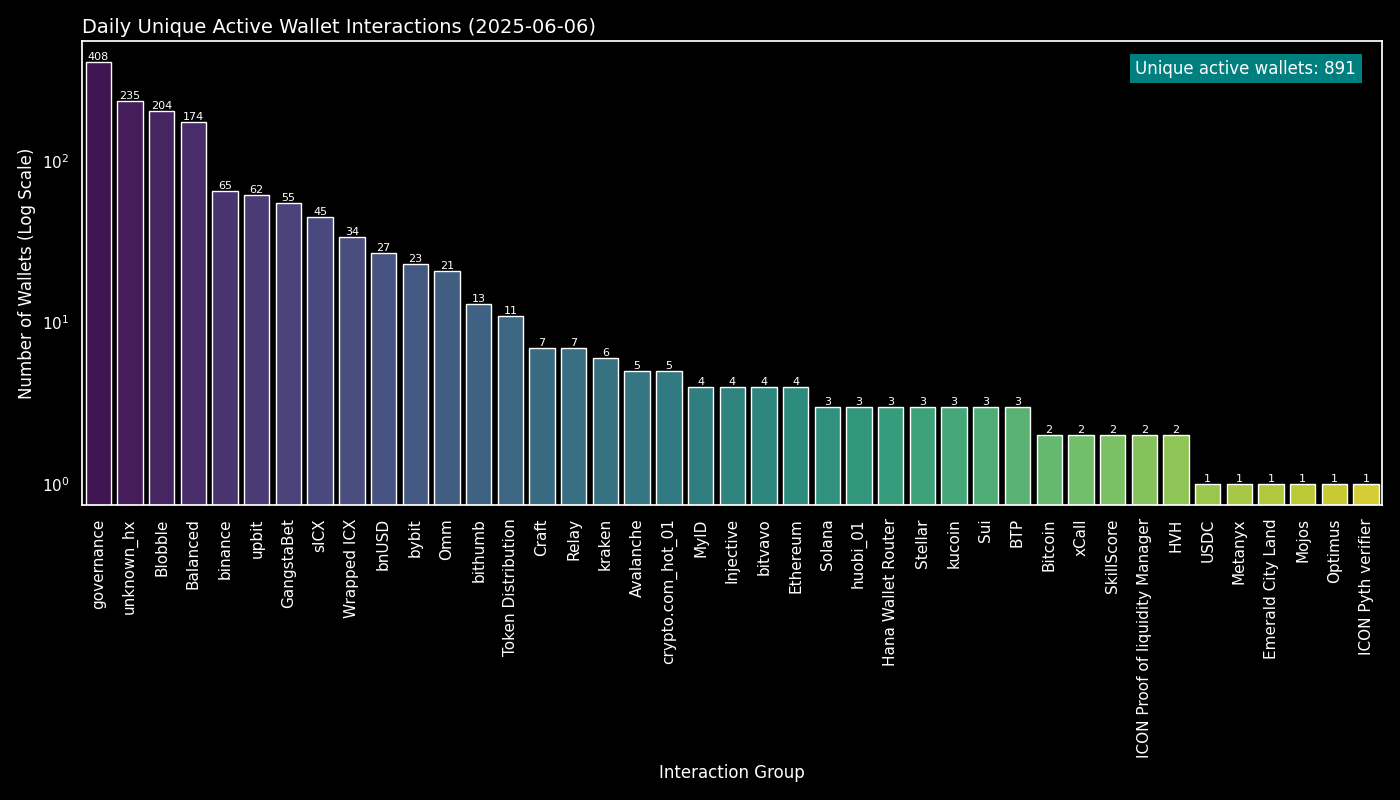 Daily Unique Active Wallet Interactions (2025-06-06)
Unique active wallets: 891
Number of Wallets (Log Scale)
10²
10¹
10⁰
408
235
204
174
65
62
55
45
34
27
23
21
13
11
7
7
6
5
5
4
4
4
4
3
3
3
3
3
3
3
2
2
2
2
2
1
1
1
1
1
1
governance
unknown_hx
Blobble
Balanced
binance
upbit
GangstaBet
sICX
Wrapped ICX
bnUSD
bybit
Omm
bithumb
Token Distribution
Craft
Relay
kraken
Avalanche
crypto.com_hot_01
MyID
Injective
bitvavo
Ethereum
Solana
huobi_01
Hana Wallet Router
Stellar
kucoin
Sui
BTP
Bitcoin
xCall
SkillScore
ICON Proof of liquidity Manager
HVH
USDC
Metanyx
Emerald City Land
Mojos
Optimus
ICON Pyth verifier
Interaction Group